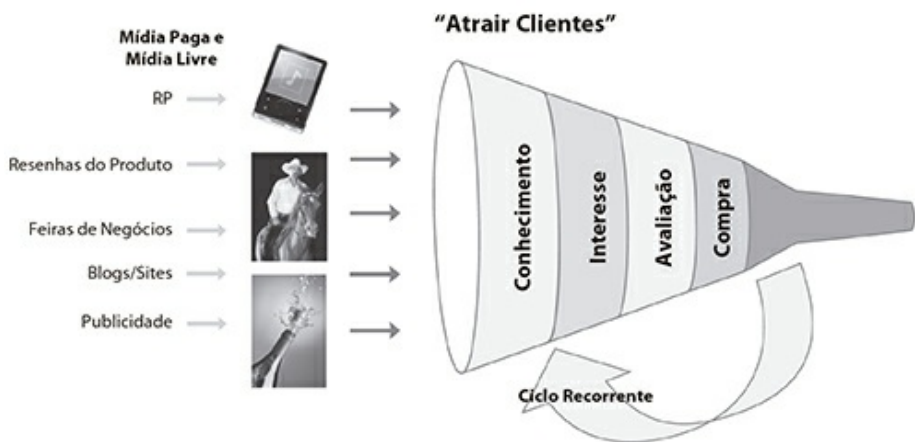 “Atrair Clientes”
Mídia Paga e
Mídia Livre
RP
Resenhas do Produto
Feiras de Negócios
Blogs/Sites
Publicidade
Conhecimento
Interesse
Avaliação
Compra
Ciclo Recorrente